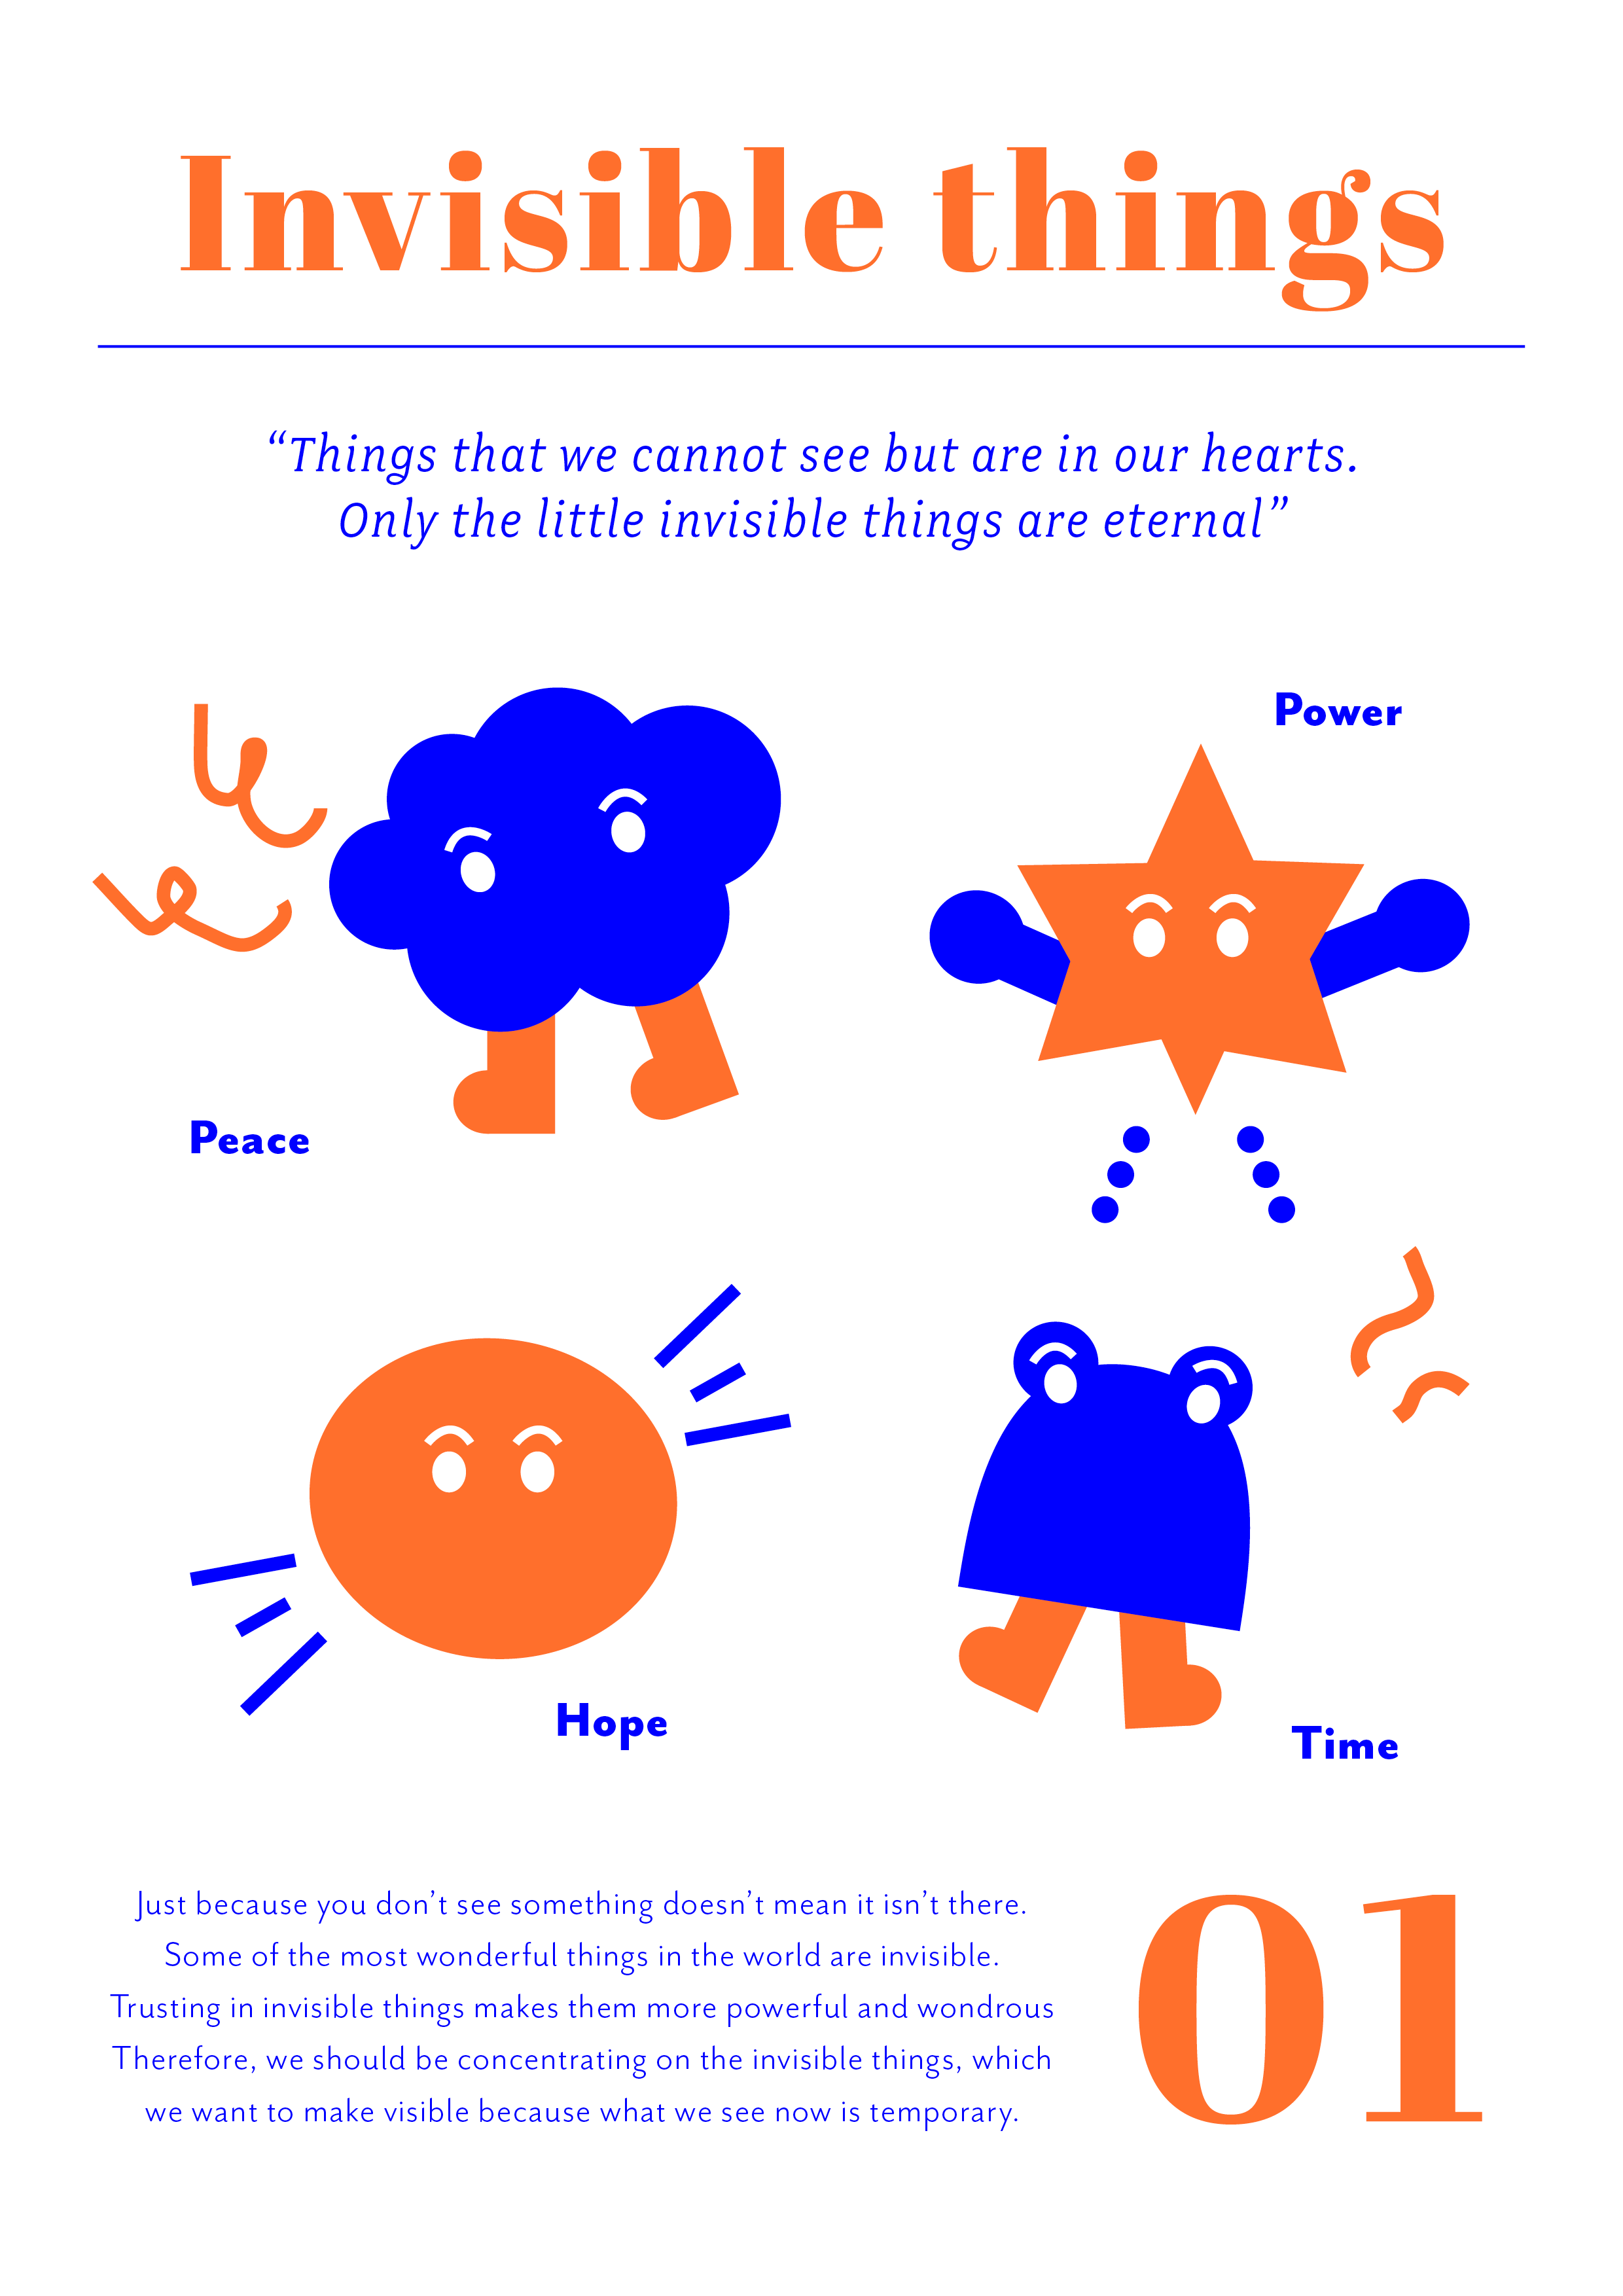 Invisible things
“Things that we cannot see but are in our hearts.
Only the little invisible things are eternal”
Power
Peace
Hope
Time
Just because you don’t see something doesn’t mean it isn’t there.
Some of the most wonderful things in the world are invisible.
Trusting in invisible things makes them more powerful and wondrous
Therefore, we should be concentrating on the invisible things, which
we want to make visible because what we see now is temporary.
01